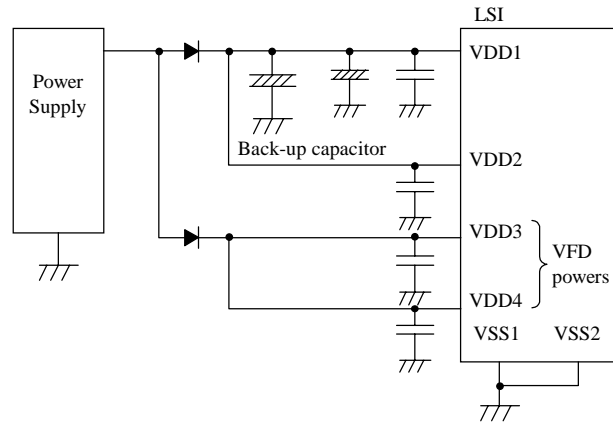 LSI
Power
Supply
VDD1
Back-up capacitor
VDD2
VDD3
VFD
powers
VDD4
VSS1
VSS2